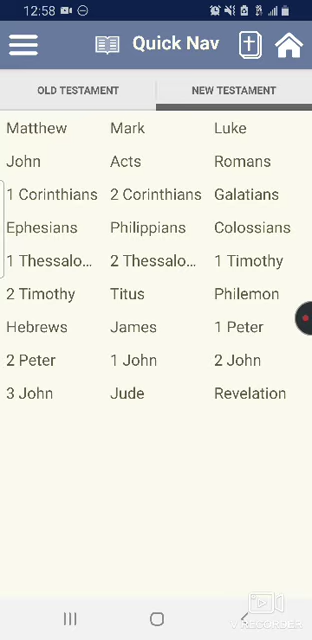 12:58
Quick Nav
OLD TESTAMENT NEW TESTAMENT
Matthew Mark Luke
John Acts Romans
1 Corinthians 2 Corinthians Galatians
Ephesians Philippians Colossians
1 Thessalo... 2 Thessalo... 1 Timothy
2 Timothy Titus Philemon
Hebrews James 1 Peter
2 Peter 1 John 2 John
3 John Jude Revelation
V RECORDER